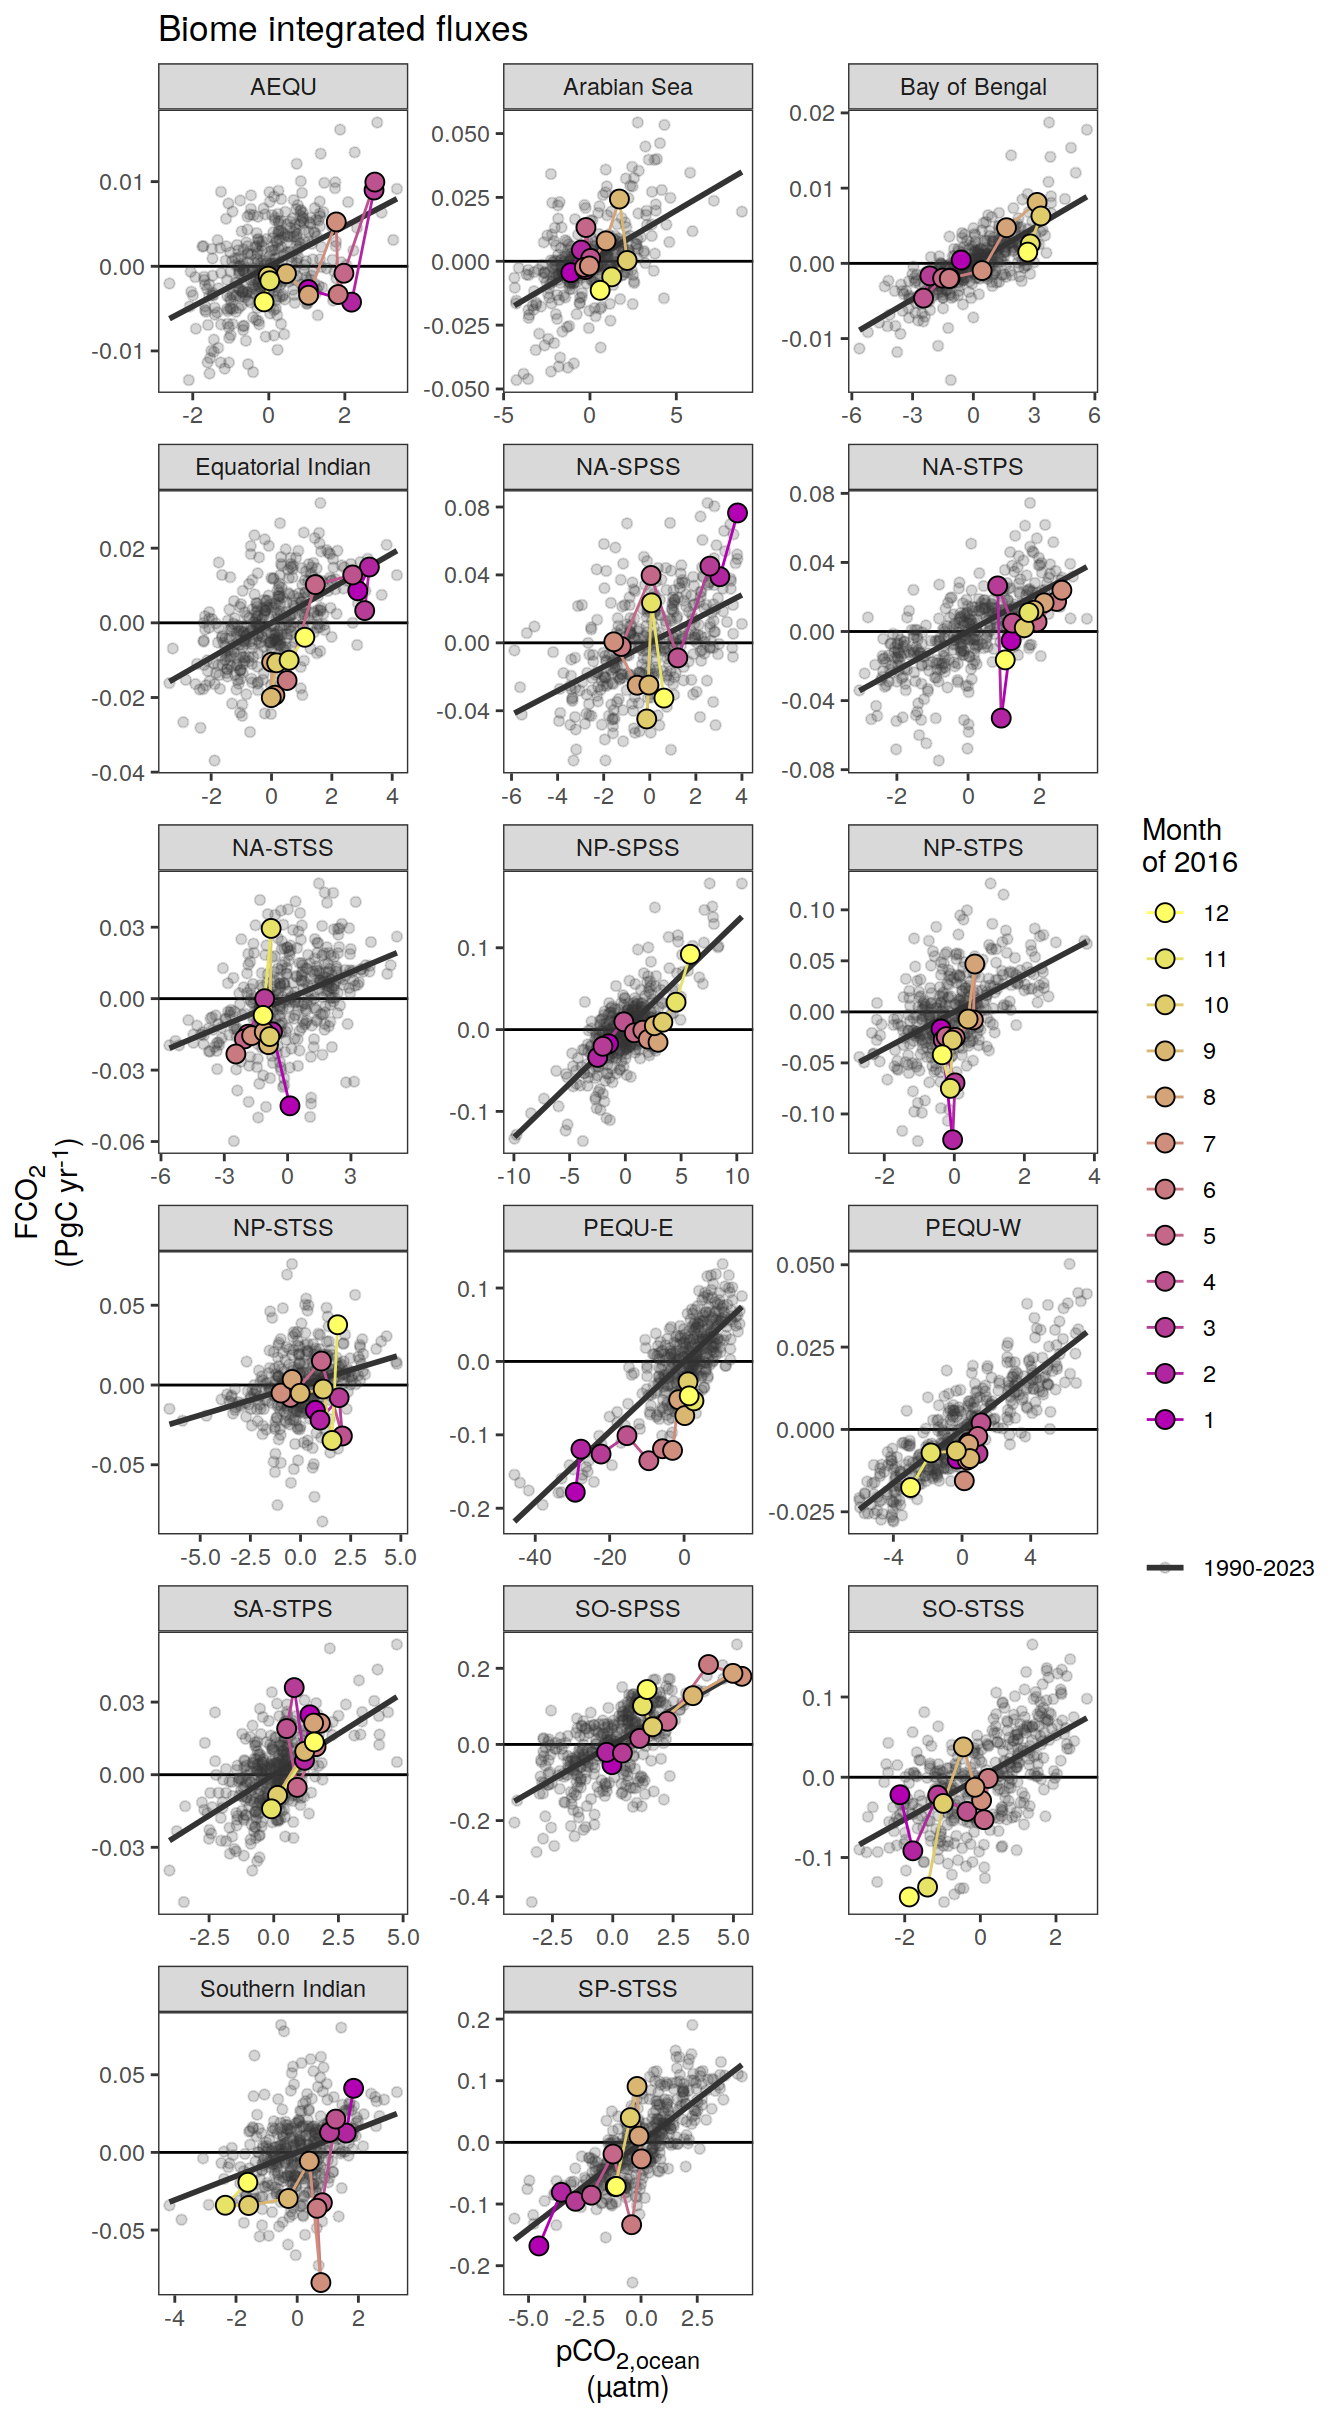 Biome integrated fluxes
AEQU
Arabian Sea
Bay of Bengal
0.01
0.00
-0.01
-2 0 2
0.050
0.025
0.000
-0.025
-0.050
-5 0 5
0.02
0.01
0.00
-0.01
-6 -3 0 3 6
Equatorial Indian
NA-SPSS
NA-STPS
0.02
0.00
-0.02
-0.04
-2 0 2 4
0.08
0.04
0.00
-0.04
-6 -4 -2 0 2 4
0.08
0.04
0.00
-0.04
-0.08
-2 0 2
NA-STSS
NP-SPSS
NP-STPS
0.03
0.00
-0.03
-0.06
-6 -3 0 3
0.1
0.0
-0.1
-10 -5 0 5 10
0.10
0.05
0.00
-0.05
-0.10
-2 0 2 4
NP-STSS
PEQU-E
PEQU-W
0.05
0.00
-0.05
-5.0 -2.5 0.0 2.5 5.0
0.1
0.0
-0.1
-0.2
-40 -20 0
0.050
0.025
0.000
-0.025
-4 0 4
SA-STPS
SO-SPSS
SO-STSS
0.03
0.00
-0.03
-2.5 0.0 2.5 5.0
0.2
0.0
-0.2
-0.4
-2.5 0.0 2.5 5.0
0.1
0.0
-0.1
-2 0 2
Southern Indian
SP-STSS
0.05
0.00
-0.05
-4 -2 0 2
0.2
0.1
0.0
-0.1
-0.2
-5.0 -2.5 0.0 2.5
FCO₂
(PgC yr⁻¹)
pCO₂,ocean
(µatm)
Month
of 2016
12
11
10
9
8
7
6
5
4
3
2
1
1990-2023